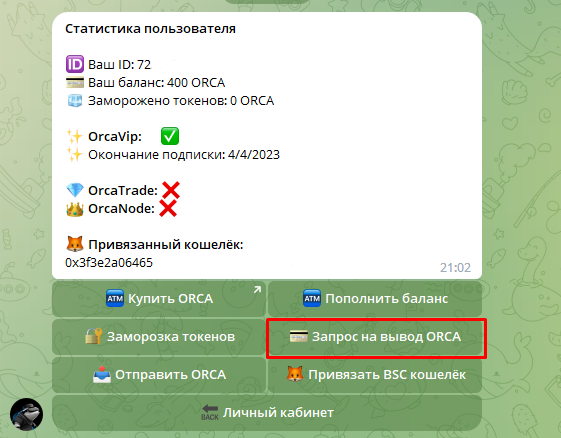 Статистика пользователя
Ваш ID: 72
Ваш баланс: 400 ORCA
Заморожено токенов: 0 ORCA
OrcaVip:
Окончание подписки: 4/4/2023
OrcaTrade:
OrcaNode:
Привязанный кошелёк:
0x3f3e2a06465
21:02
Купить ORCA
Пополнить баланс
Заморозка токенов
Запрос на вывод ORCA
Отправить ORCA
Привязать BSC кошелёк
Личный кабинет